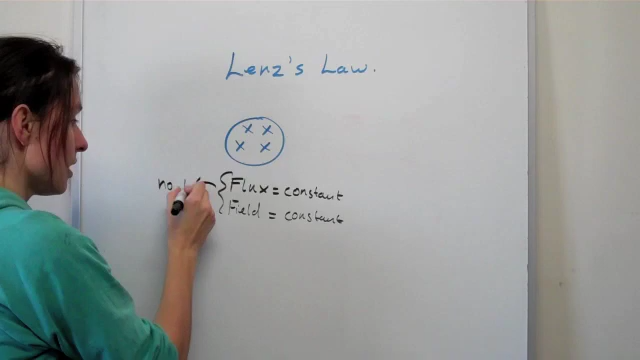 Lenz's Law.
x x
x x
no { Flux = constant
{ Field = constant